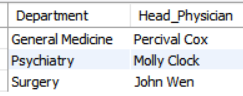 Department Head_Physician
General Medicine Percival Cox
Psychiatry Molly Clock
Surgery John Wen